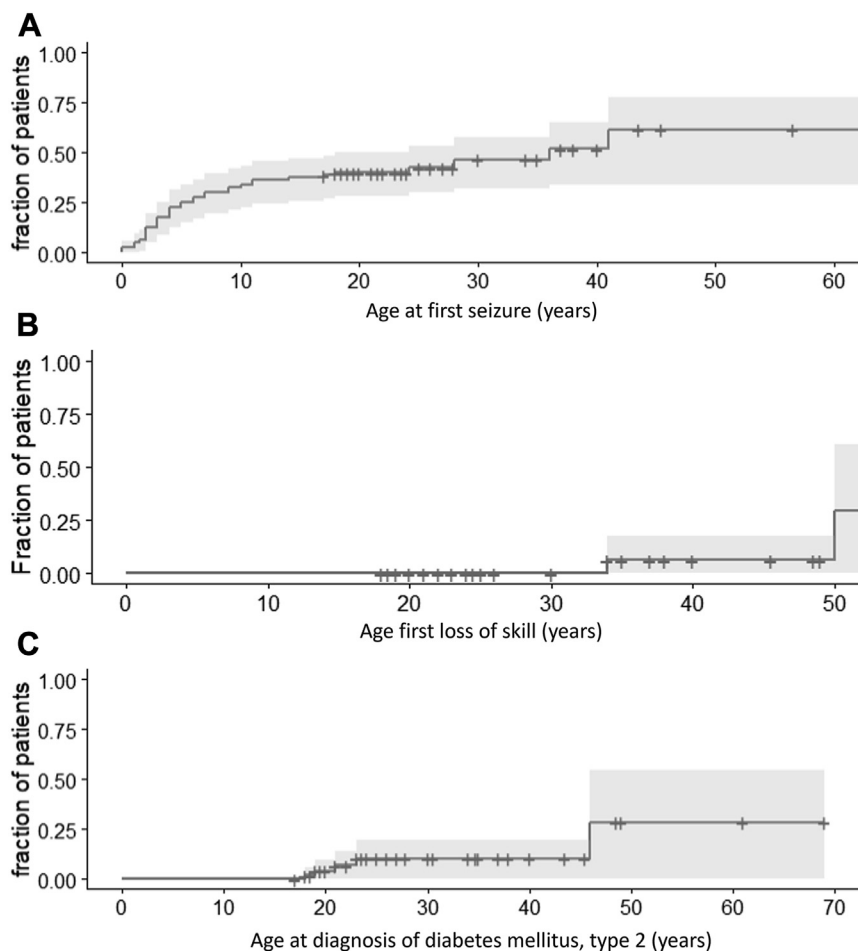 A
fraction of patients
1.00
0.75
0.50
0.25
0.00
0 10 20 30 40 50 60
Age at first seizure (years)
B
Fraction of patients
1.00
0.75
0.50
0.25
0.00
0 10 20 30 40 50
Age first loss of skill (years)
C
fraction of patients
1.00
0.75
0.50
0.25
0.00
0 10 20 30 40 50 60 70
Age at diagnosis of diabetes mellitus, type 2 (years)